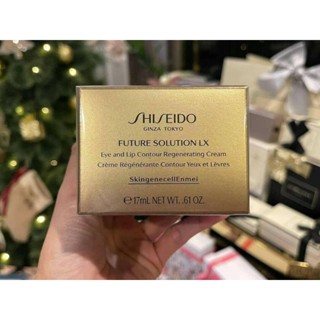 SHISEIDO
GINZA TOKYO
FUTURE SOLUTION LX
Eye and Lip Contour Regenerating Cream
Crème Régénérante Contour Yeux et Lèvres
SkingenecellEnmei
e 17mL NET WT. .61 OZ.